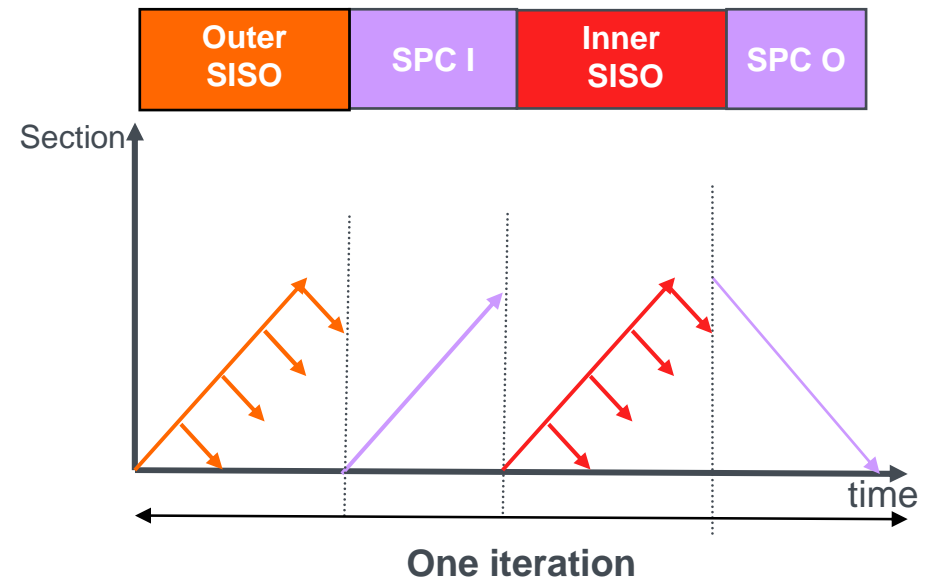 Outer
SISO
SPC I
Inner
SISO
SPC O
Section
time
One iteration